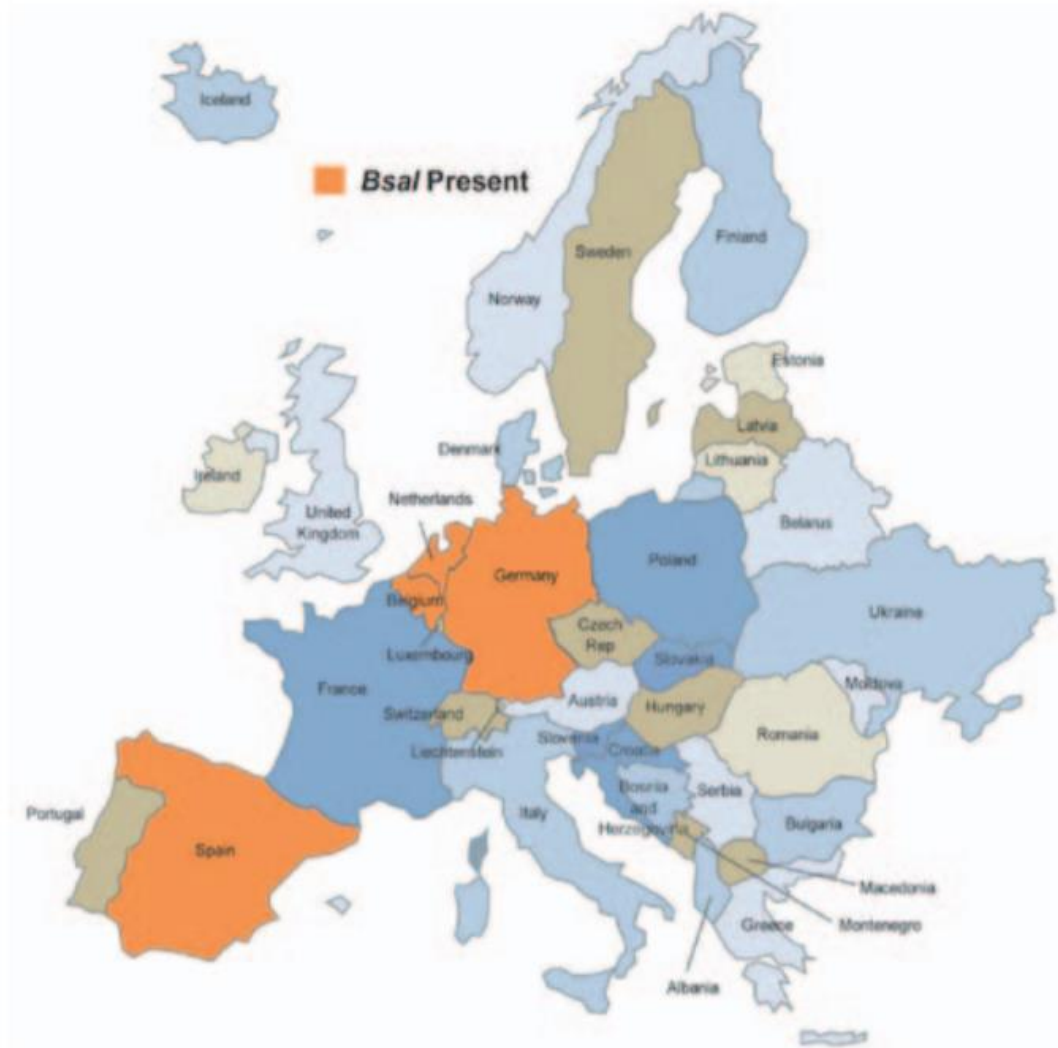 Iceland
Bsal Present
Finland
Sweden
Norway
Estonia
Latvia
Denmark
Lithuania
Ireland
Netherlands
United
Kingdom
Belarus
Poland
Germany
Belgium
Ukraine
Czech
Rep
Luxembourg
Slovakia
France
Moldova
Austria
Hungary
Switzerland
Romania
Slovenia
Liechtenstein
Croatia
Bosnia
and
Herzegovina
Serbia
Portugal
Italy
Bulgaria
Spain
Macedonia
Greece
Montenegro
Albania